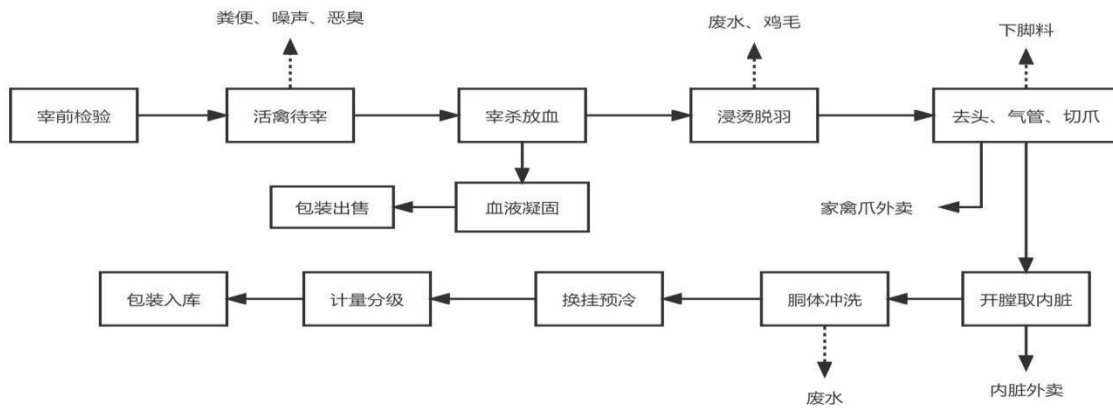 粪便、噪声、恶臭
废水、鸡毛
下脚料
宰前检验
活禽待宰
宰杀放血
浸烫脱羽
去头、气管、切爪
包装出售
血液凝固
家禽爪外卖
包装入库
计量分级
换挂预冷
胴体冲洗
开膛取内脏
废水
内脏外卖